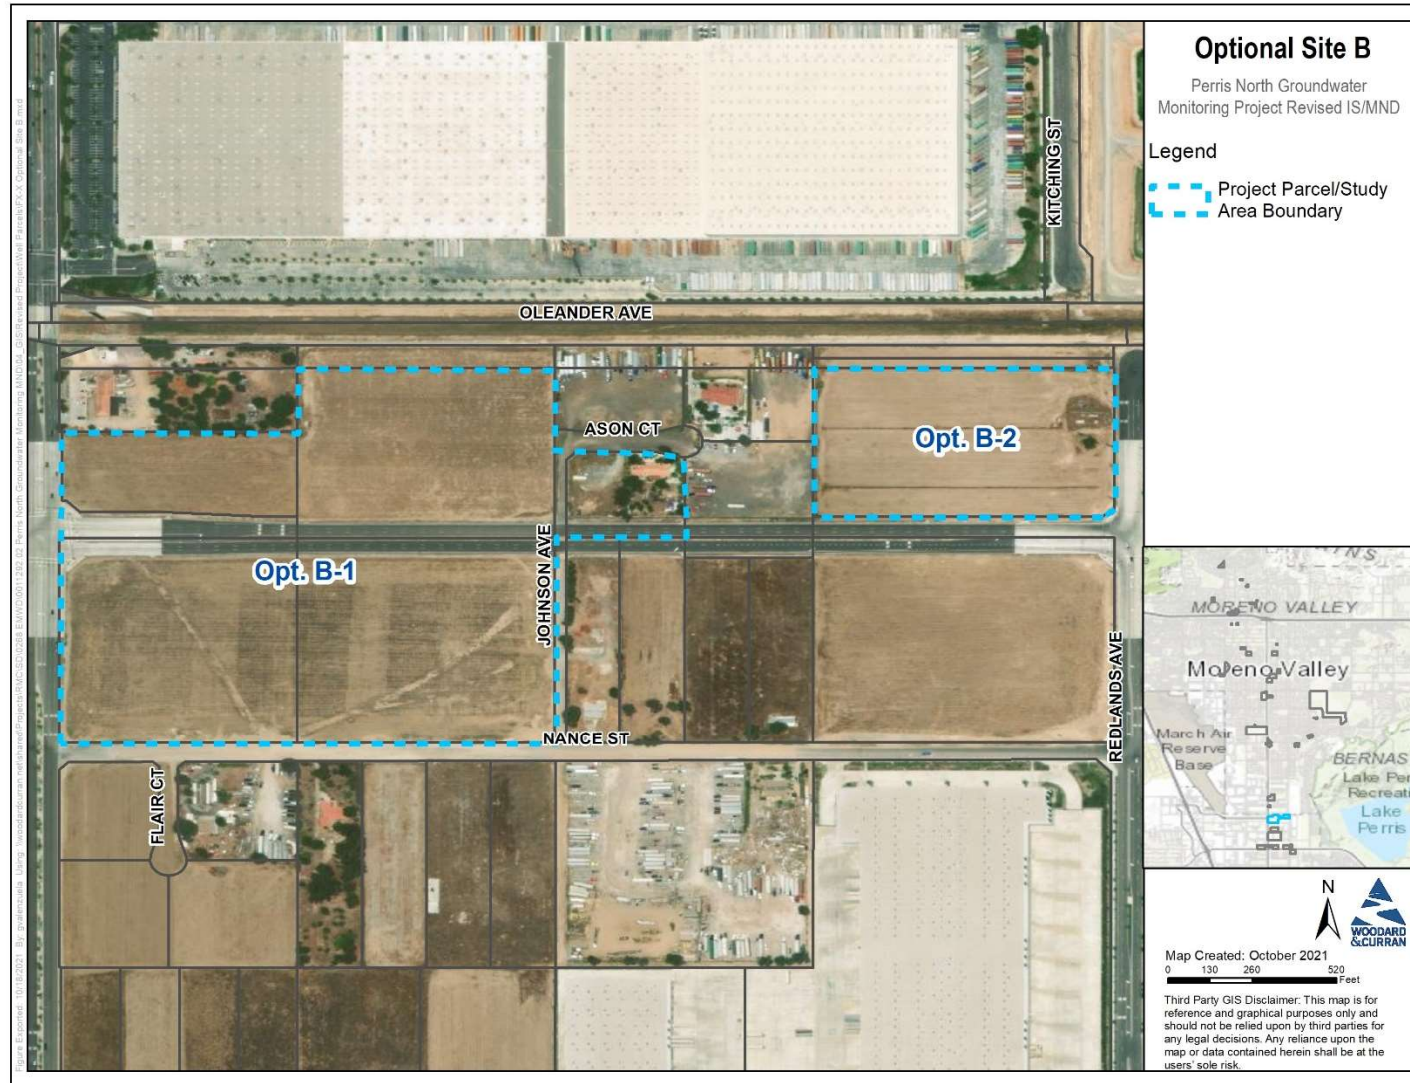 Optional Site B
Perris North Groundwater
Monitoring Project Revised IS/MND
Legend
Project Parcel/Study
Area Boundary
KITCHING ST
OLEANDER AVE
ASON CT
Opt. B-2
Opt. B-1
JOHNSON AVE
REDLANDS AVE
NANCE ST
FLAIR CT
MORENO VALLEY
Moreno Valley
March Air
Reserve
Base
BERNAS
Lake Per
Recreati
Lake
Perris
N
WOODARD
&CURRAN
Map Created: October 2021
0 130 260 520
Feet
Third Party GIS Disclaimer: This map is for
reference and graphical purposes only and
should not be relied upon by third parties for
any legal decisions. Any reliance upon the
map or data contained herein shall be at the
users' sole risk.